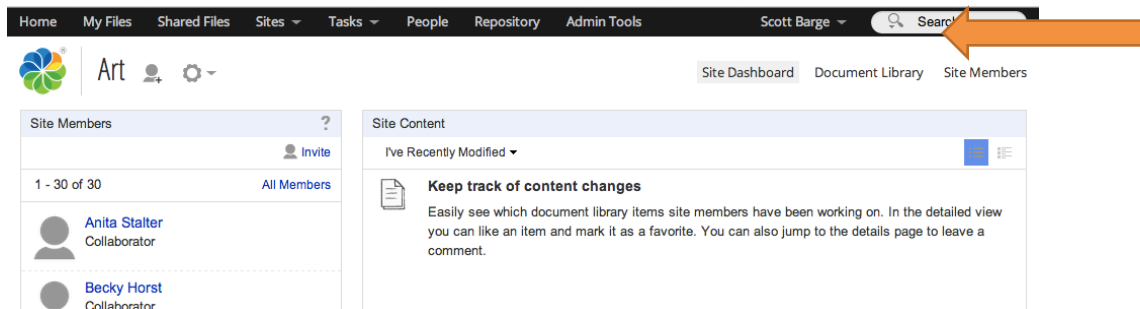 Home My Files Shared Files Sites Tasks People Repository Admin Tools Scott Barge
Art
Site Dashboard Document Library Site Members
Site Members ?
Invite
1 - 30 of 30 All Members
Anita Stalter
Collaborator
Becky Horst
Collaborator
Site Content
I've Recently Modified
Keep track of content changes
Easily see which document library items site members have been working on. In the detailed view
you can like an item and mark it as a favorite. You can also jump to the details page to leave a
comment.